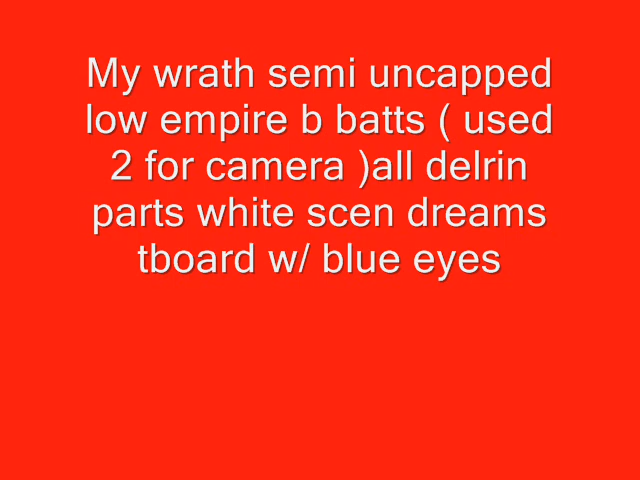 My wrath semi uncapped
low empire b batts ( used
2 for camera )all delrin
parts white scen dreams
tboard w/ blue eyes